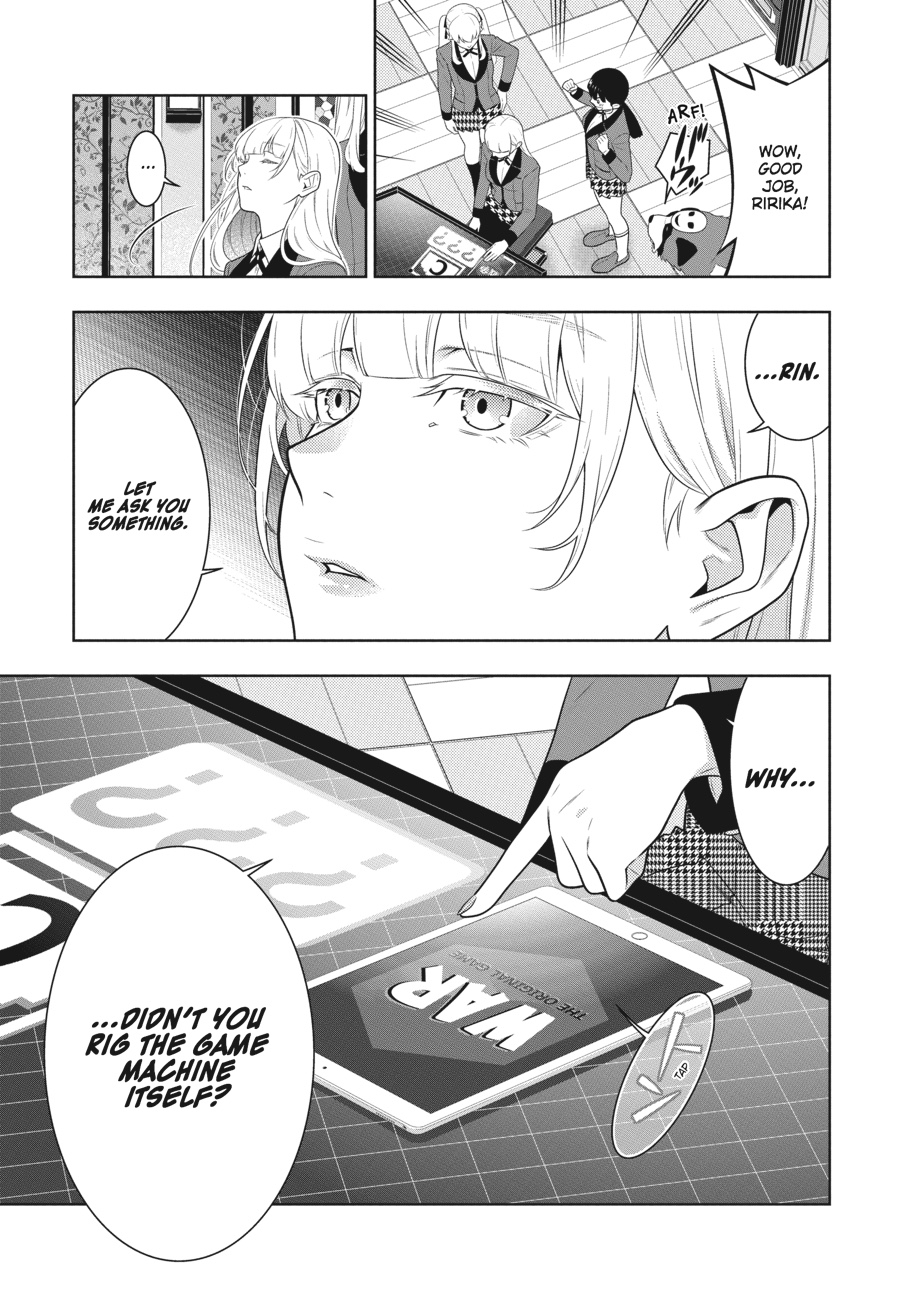 ARF!
WOW,
GOOD
JOB,
RIRIKA!
...
...RIN.
LET
ME ASK YOU
SOMETHING.
WHY...
...DIDN'T YOU
RIG THE GAME
MACHINE
ITSELF?
? ? ?
C
WAR
THE ORIGINAL GAME
TAP